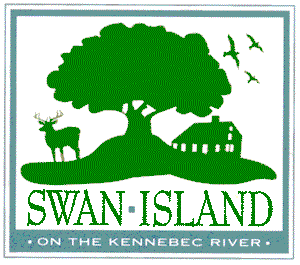 SWAN·ISLAND
· ON THE KENNEBEC RIVER ·